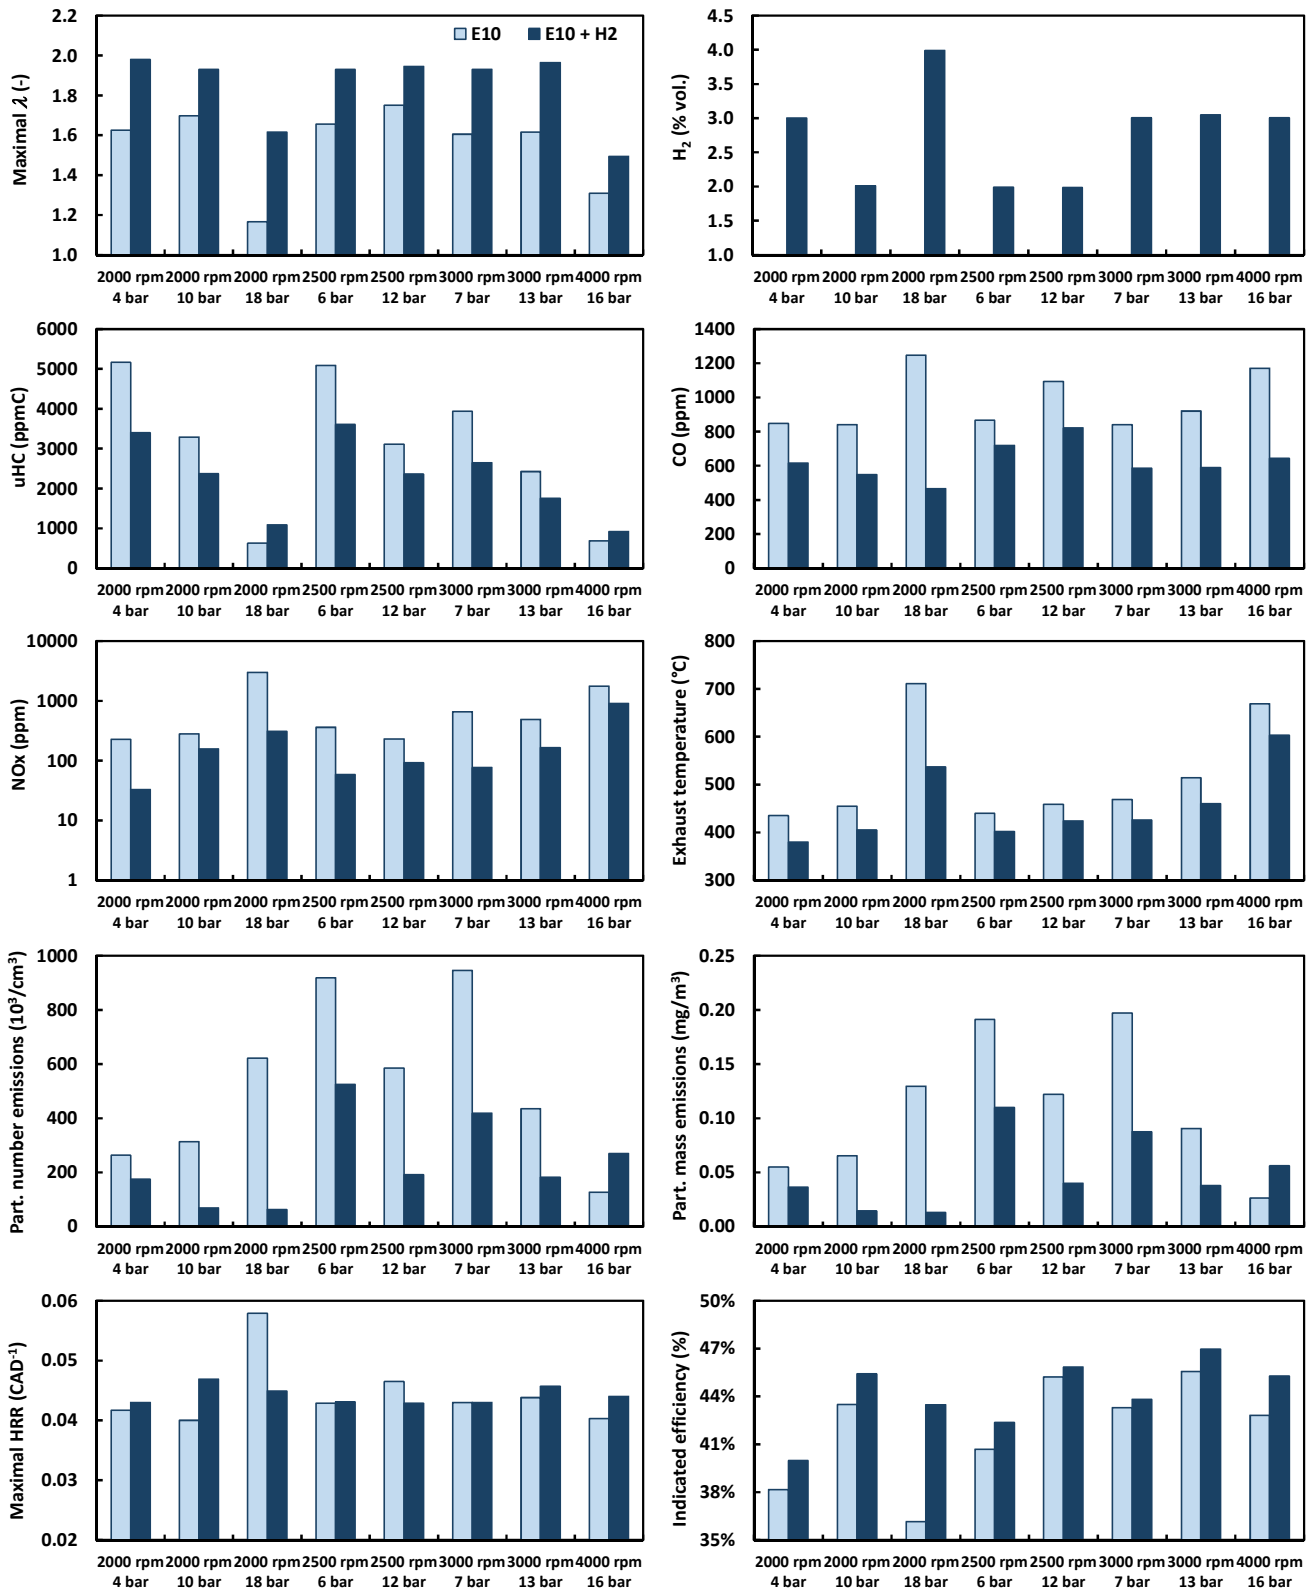 Maximal λ (-)
2.2
2.0
1.8
1.6
1.4
1.2
1.0
E10 E10 + H2
2000 rpm 2000 rpm 2000 rpm 2500 rpm 2500 rpm 3000 rpm 3000 rpm 4000 rpm
4 bar 10 bar 18 bar 6 bar 12 bar 7 bar 13 bar 16 bar
H2 (% vol.)
4.5
4.0
3.5
3.0
2.5
2.0
1.5
1.0
2000 rpm 2000 rpm 2000 rpm 2500 rpm 2500 rpm 3000 rpm 3000 rpm 4000 rpm
4 bar 10 bar 18 bar 6 bar 12 bar 7 bar 13 bar 16 bar
uHC (ppmC)
6000
5000
4000
3000
2000
1000
0
2000 rpm 2000 rpm 2000 rpm 2500 rpm 2500 rpm 3000 rpm 3000 rpm 4000 rpm
4 bar 10 bar 18 bar 6 bar 12 bar 7 bar 13 bar 16 bar
CO (ppm)
1400
1200
1000
800
600
400
200
0
2000 rpm 2000 rpm 2000 rpm 2500 rpm 2500 rpm 3000 rpm 3000 rpm 4000 rpm
4 bar 10 bar 18 bar 6 bar 12 bar 7 bar 13 bar 16 bar
NOx (ppm)
10000
1000
100
10
1
2000 rpm 2000 rpm 2000 rpm 2500 rpm 2500 rpm 3000 rpm 3000 rpm 4000 rpm
4 bar 10 bar 18 bar 6 bar 12 bar 7 bar 13 bar 16 bar
Exhaust temperature (°C)
800
700
600
500
400
300
2000 rpm 2000 rpm 2000 rpm 2500 rpm 2500 rpm 3000 rpm 3000 rpm 4000 rpm
4 bar 10 bar 18 bar 6 bar 12 bar 7 bar 13 bar 16 bar
Part. number emissions (10³/cm³)
1000
800
600
400
200
0
2000 rpm 2000 rpm 2000 rpm 2500 rpm 2500 rpm 3000 rpm 3000 rpm 4000 rpm
4 bar 10 bar 18 bar 6 bar 12 bar 7 bar 13 bar 16 bar
Part. mass emissions (mg/m³)
0.25
0.20
0.15
0.10
0.05
0.00
2000 rpm 2000 rpm 2000 rpm 2500 rpm 2500 rpm 3000 rpm 3000 rpm 4000 rpm
4 bar 10 bar 18 bar 6 bar 12 bar 7 bar 13 bar 16 bar
Maximal HRR (CAD⁻¹)
0.06
0.05
0.04
0.03
0.02
2000 rpm 2000 rpm 2000 rpm 2500 rpm 2500 rpm 3000 rpm 3000 rpm 4000 rpm
4 bar 10 bar 18 bar 6 bar 12 bar 7 bar 13 bar 16 bar
Indicated efficiency (%)
50%
47%
44%
41%
38%
35%
2000 rpm 2000 rpm 2000 rpm 2500 rpm 2500 rpm 3000 rpm 3000 rpm 4000 rpm
4 bar 10 bar 18 bar 6 bar 12 bar 7 bar 13 bar 16 bar